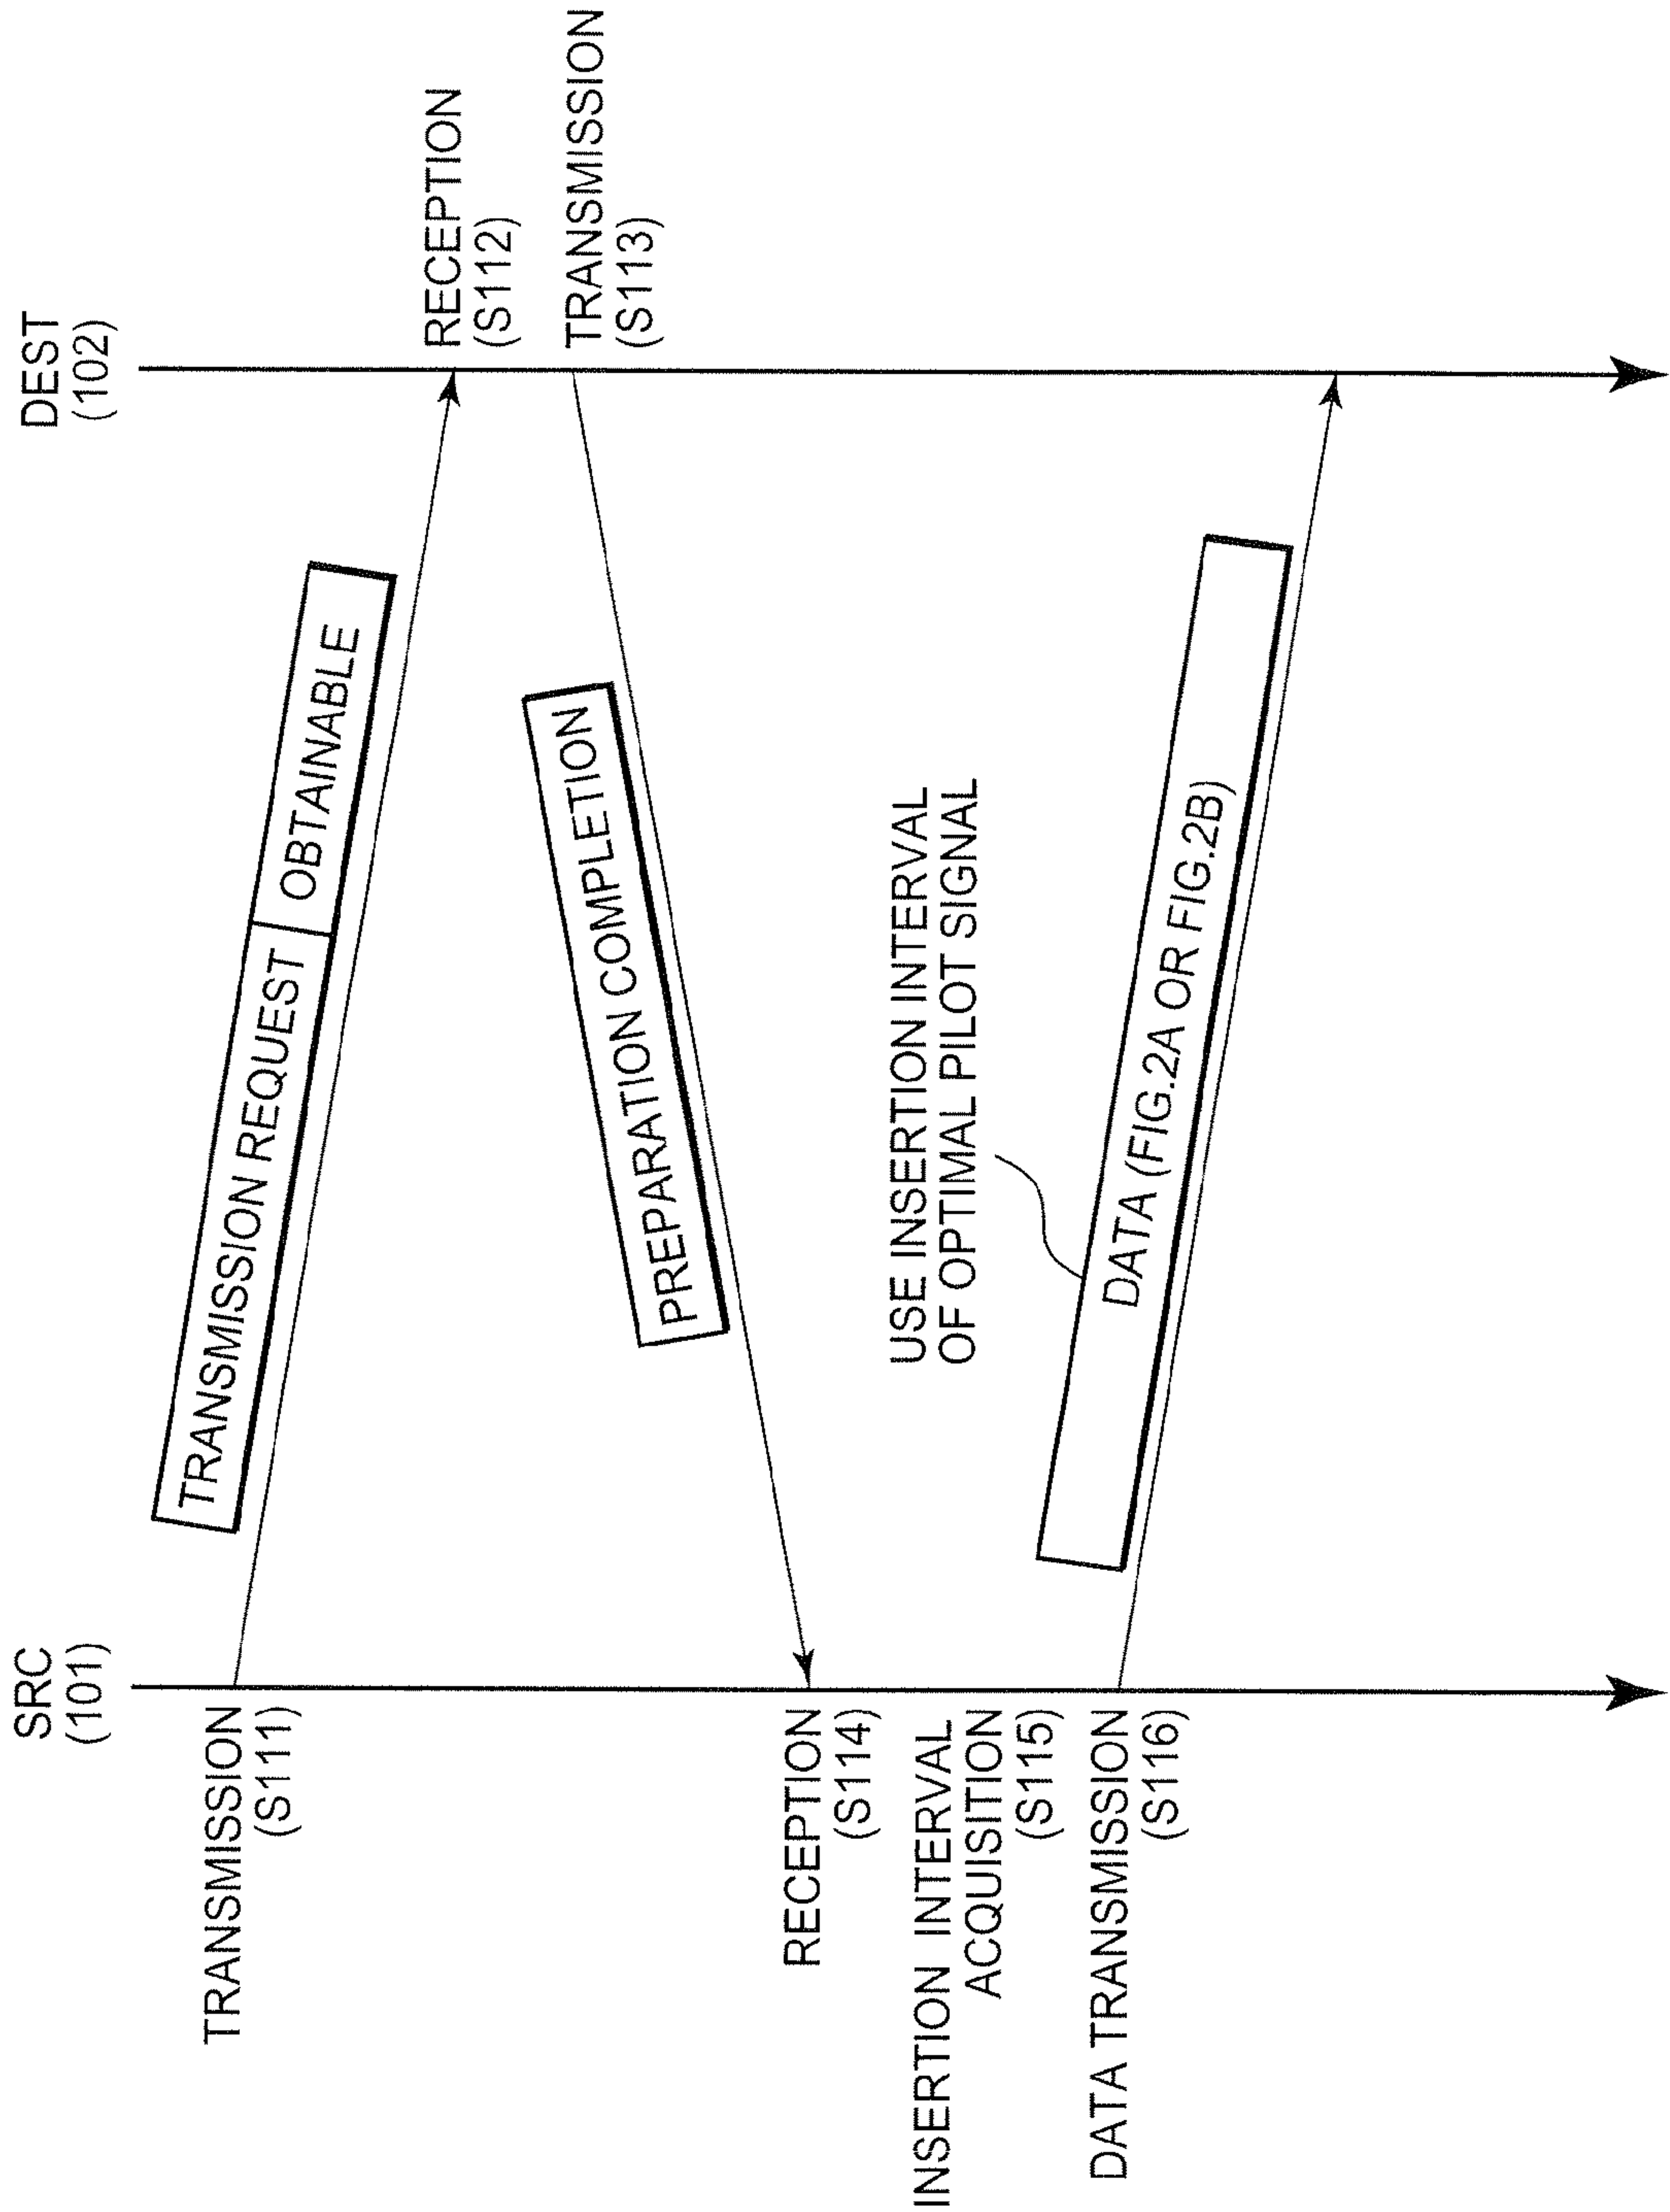 SRC
(101)
DEST
(102)
TRANSMISSION
(S111)
TRANSMISSION REQUEST
OBTAINABLE
RECEPTION
(S112)
TRANSMISSION
(S113)
PREPARATION COMPLETION
RECEPTION
(S114)
INSERTION INTERVAL
ACQUISITION
(S115)
USE INSERTION INTERVAL
OF OPTIMAL PILOT SIGNAL
DATA TRANSMISSION
(S116)
DATA (FIG.2A OR FIG.2B)